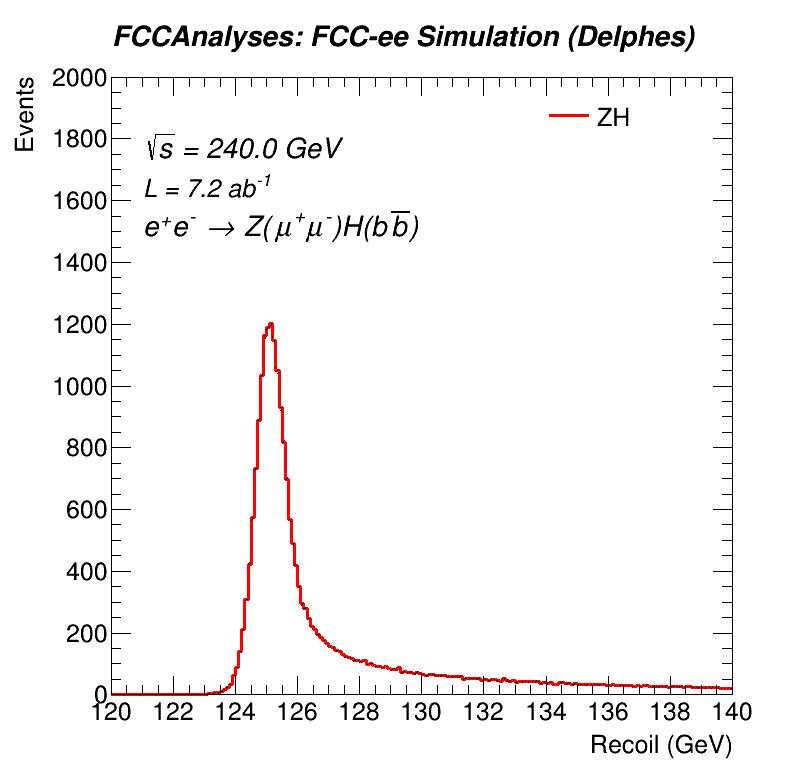 FCCAnalyses: FCC-ee Simulation (Delphes)
Events
2000
1800
1600
1400
1200
1000
800
600
400
200
0
ZH
√s = 240.0 GeV
L = 7.2 ab⁻¹
e⁺e⁻ → Z(μ⁺μ⁻)H(bb̅)
120 122 124 126 128 130 132 134 136 138 140
Recoil (GeV)